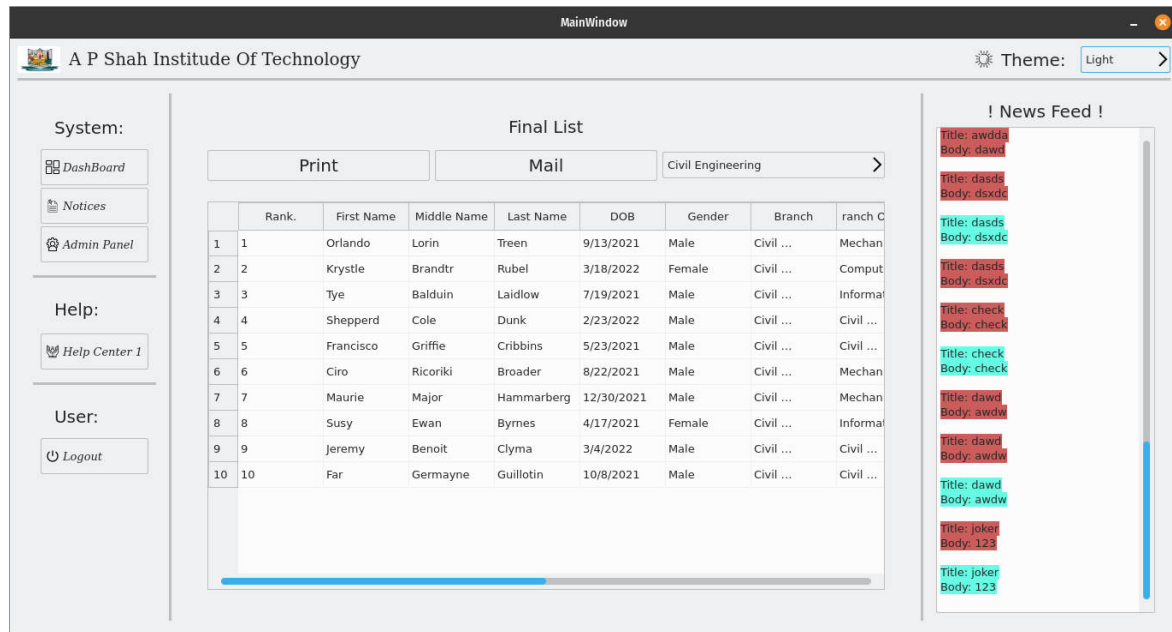 MainWindow
A P Shah Institude Of Technology
Theme: Light
System:
DashBoard
Notices
Admin Panel
Help:
Help Center 1
User:
Logout
Final List
Print Mail Civil Engineering
Rank. First Name Middle Name Last Name DOB Gender Branch ranch O
1 1 Orlando Lorin Treen 9/13/2021 Male Civil ... Mechan
2 2 Krystle Brandtr Rubel 3/18/2022 Female Civil ... Comput
3 3 Tye Balduin Laidlow 7/19/2021 Male Civil ... Informat
4 4 Shepperd Cole Dunk 2/23/2022 Male Civil ... Civil ...
5 5 Francisco Griffie Cribbins 5/23/2021 Male Civil ... Civil ...
6 6 Ciro Ricoriki Broader 8/22/2021 Male Civil ... Mechan
7 7 Maurie Major Hammarberg 12/30/2021 Male Civil ... Mechan
8 8 Susy Ewan Byrnes 4/17/2021 Female Civil ... Informat
9 9 Jeremy Benoit Clyma 3/4/2022 Male Civil ... Civil ...
10 10 Far Germayne Guillotin 10/8/2021 Male Civil ... Civil ...
! News Feed !
Title: awdda
Body: dawd
Title: dasds
Body: dsxdc
Title: dasds
Body: dsxdc
Title: dasds
Body: dsxdc
Title: check
Body: check
Title: check
Body: check
Title: dawd
Body: awdw
Title: dawd
Body: awdw
Title: dawd
Body: awdw
Title: joker
Body: 123
Title: joker
Body: 123